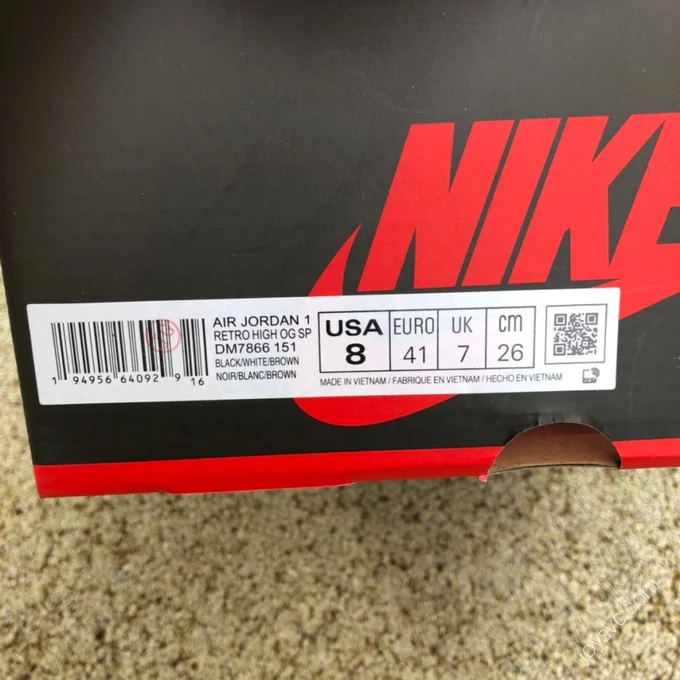 NIKE
AIR JORDAN 1
RETRO HIGH OG SP
DM7866 151
BLACK/WHITE/BROWN
NOIR/BLANC/BROWN
1 94956 64092 9 16
USA
8
EURO
41
UK
7
cm
26
MADE IN VIETNAM / FABRIQUE EN VIETNAM / HECHO EN VIETNAM